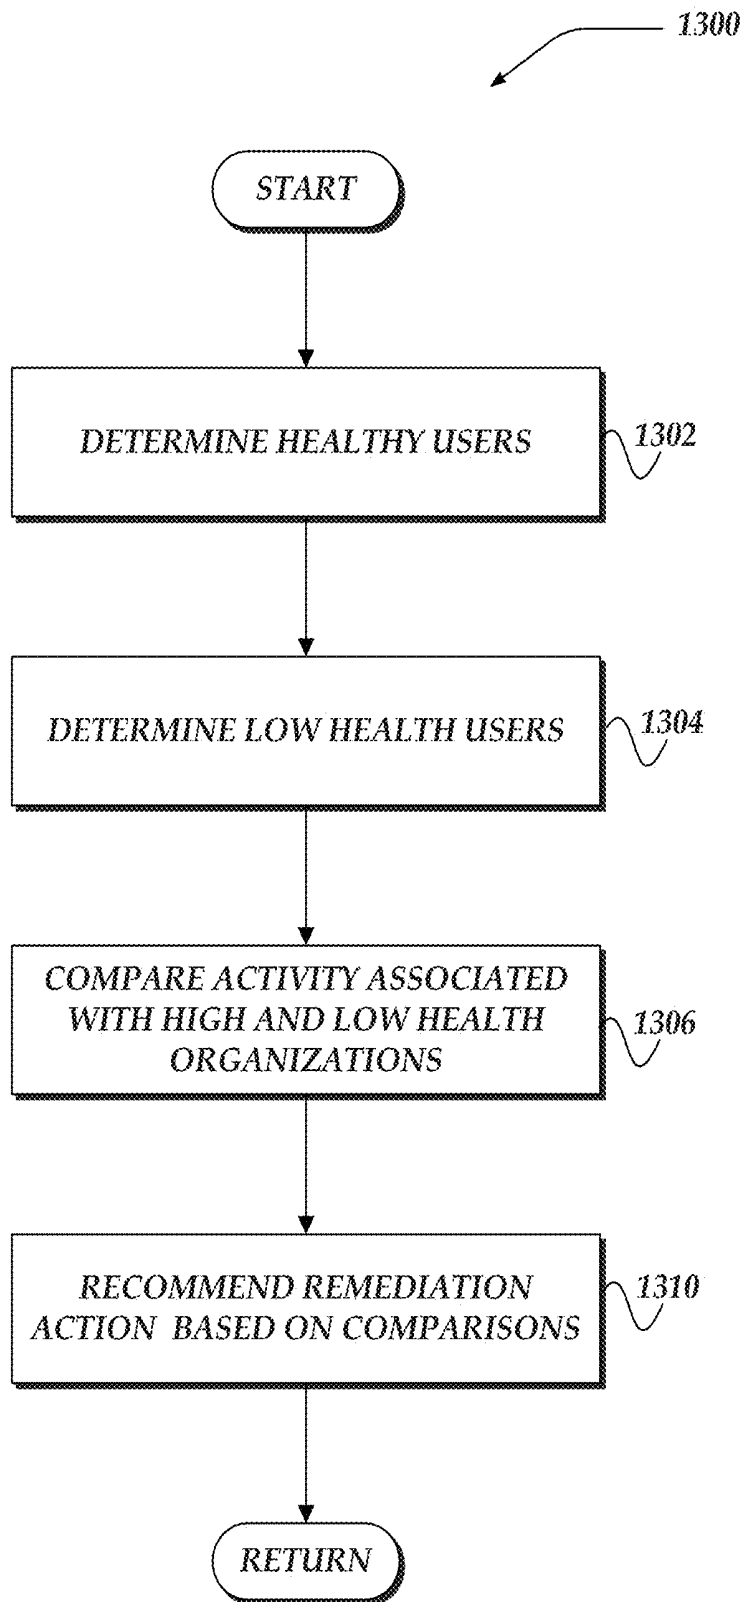 1300
START
DETERMINE HEALTHY USERS
1302
DETERMINE LOW HEALTH USERS
1304
COMPARE ACTIVITY ASSOCIATED
WITH HIGH AND LOW HEALTH
ORGANIZATIONS
1306
RECOMMEND REMEDIATION
ACTION BASED ON COMPARISONS
1310
RETURN